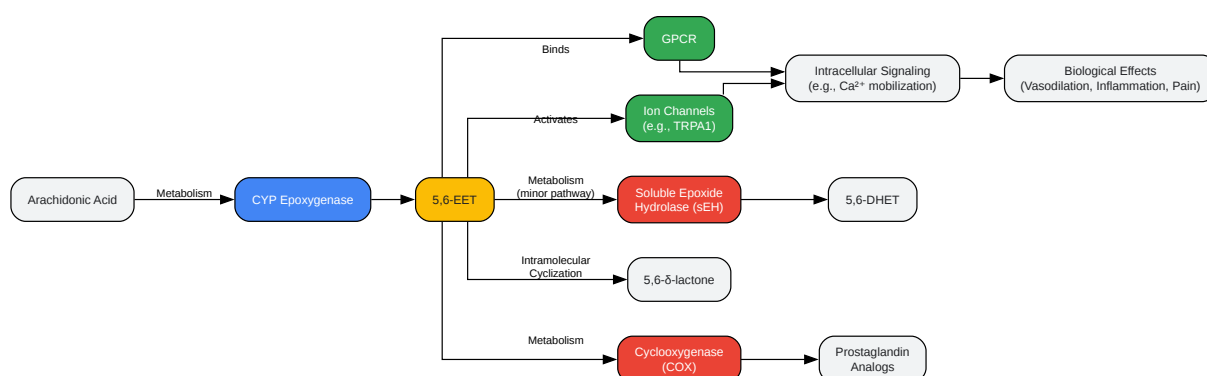 GPCR
Binds
Intracellular Signaling
(e.g., Ca²⁺ mobilization)
Biological Effects
(Vasodilation, Inflammation, Pain)
Ion Channels
(e.g., TRPA1)
Activates
Arachidonic Acid
Metabolism
CYP Epoxygenase
5,6-EET
Metabolism
(minor pathway)
Soluble Epoxide
Hydrolase (sEH)
5,6-DHET
Intramolecular
Cyclization
5,6-δ-lactone
Metabolism
Cyclooxygenase
(COX)
Prostaglandin
Analogs